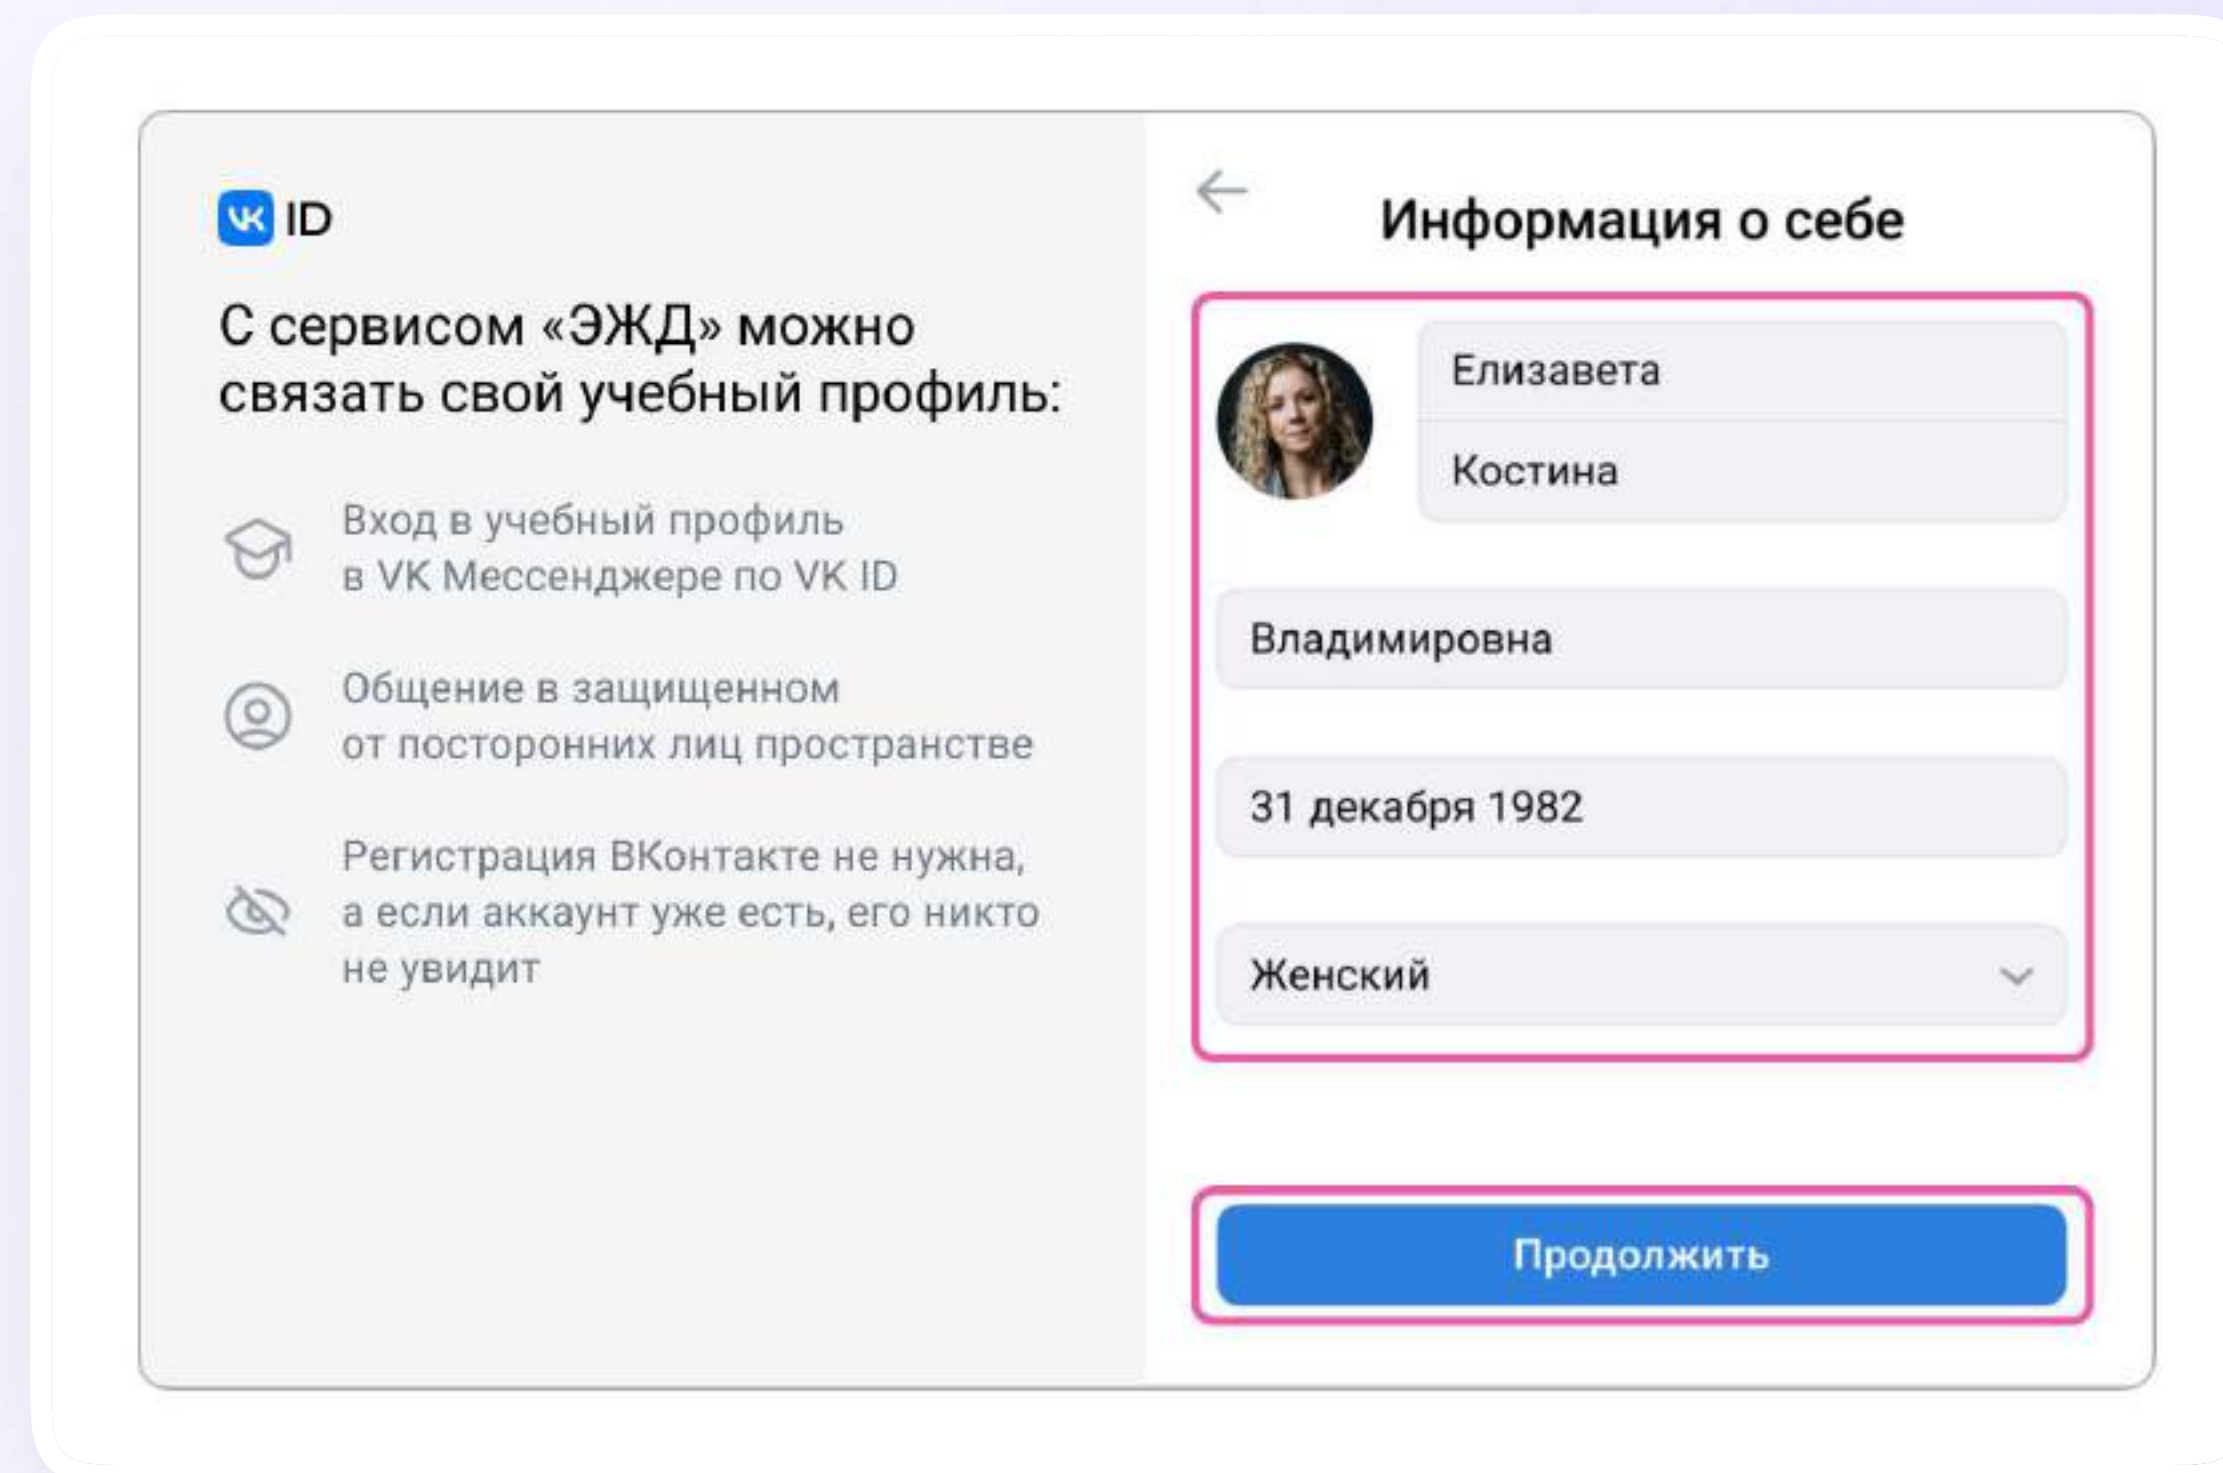 VK ID
С сервисом «ЭЖД» можно
связать свой учебный профиль:
Вход в учебный профиль
в VK Мессенджере по VK ID
Общение в защищенном
от посторонних лиц пространстве
Регистрация ВКонтакте не нужна,
а если аккаунт уже есть, его никто
не увидит
Информация о себе
Елизавета
Костина
Владимировна
31 декабря 1982
Женский
Продолжить